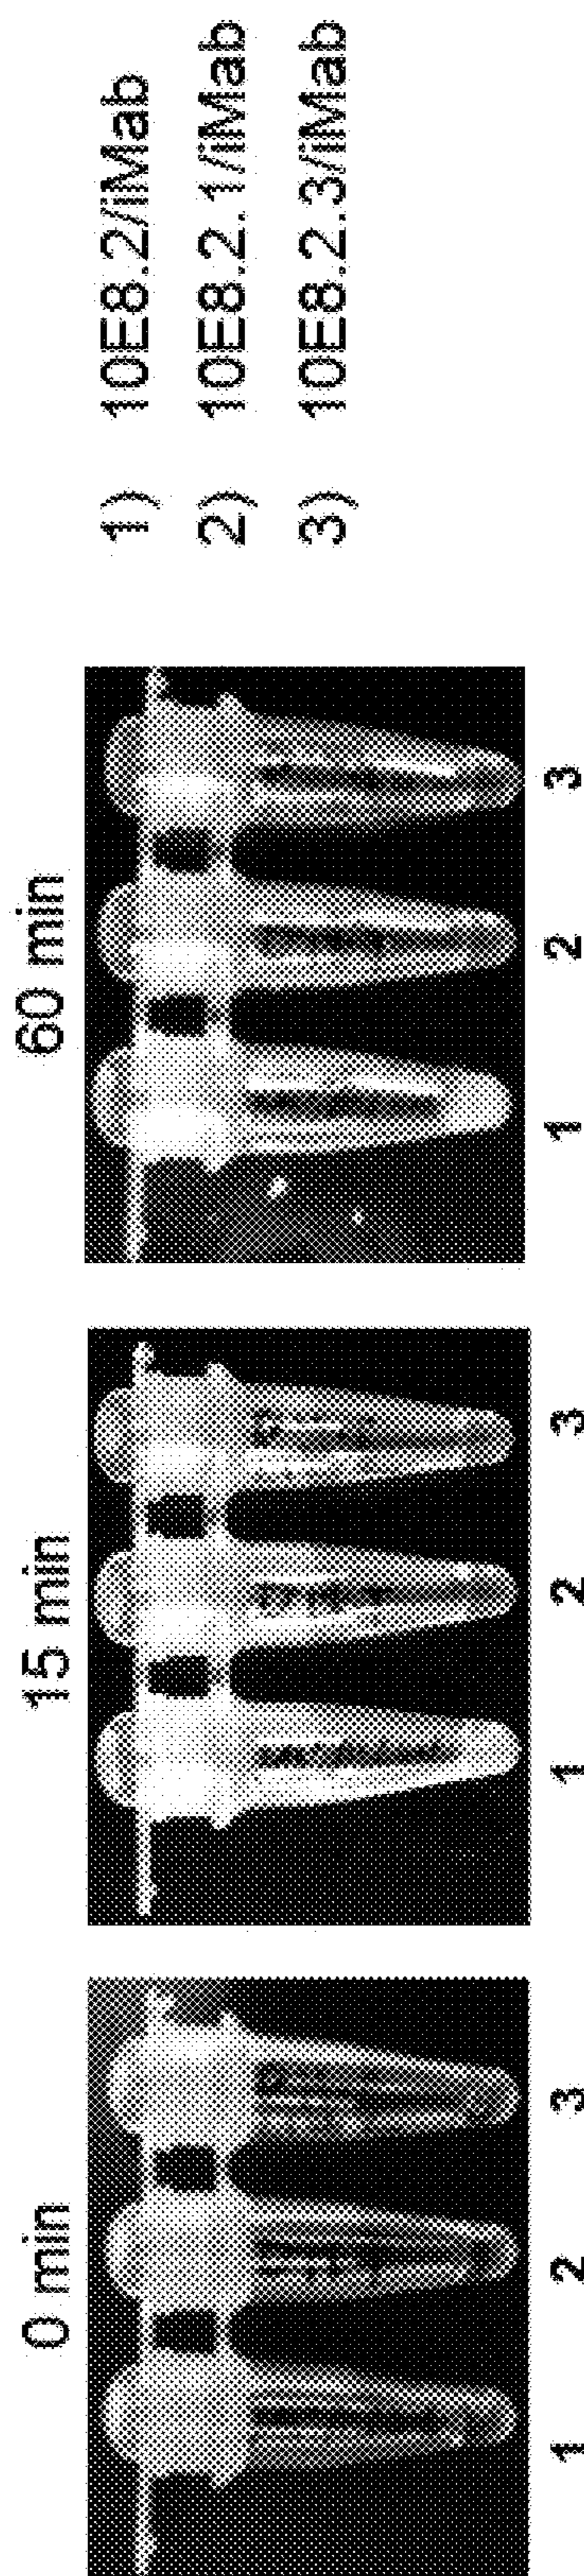 0 min
1 2 3
15 min
1 2 3
60 min
1 2 3
1) 10E8.2/iMab
2) 10E8.2.1/iMab
3) 10E8.2.3/iMab